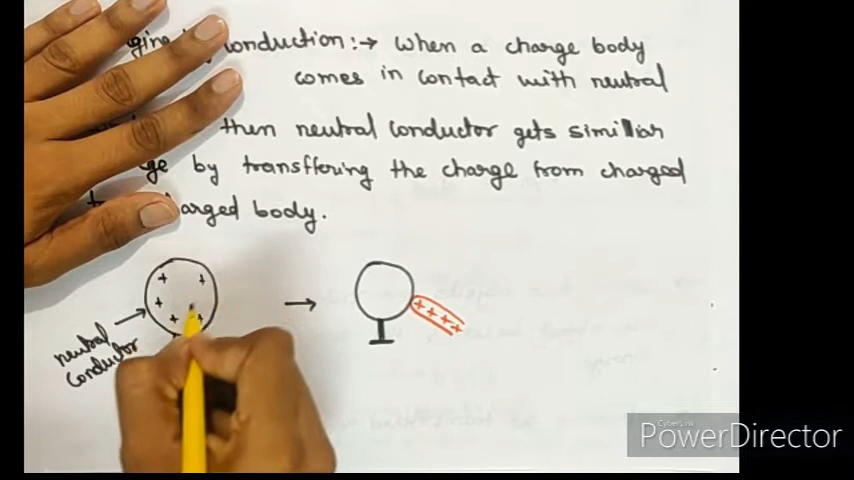 conduction:→ When a charge body
comes in contact with neutral
then neutral conductor gets similiar
by transffering the charge from charged
body.
neutral
conductor
+ + + + +
→
+ + + +
CyberLink
PowerDirector